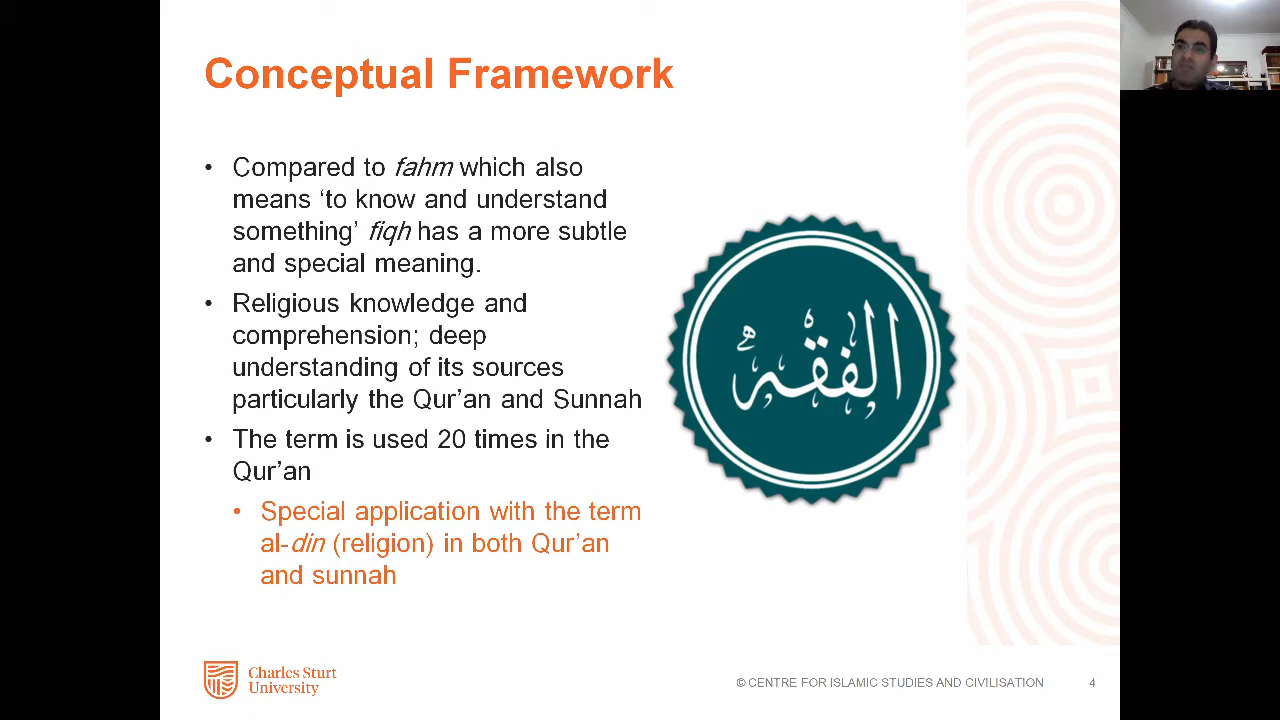 Conceptual Framework
• Compared to fahm which also
means ‘to know and understand
something’ fiqh has a more subtle
and special meaning.
• Religious knowledge and
comprehension; deep
understanding of its sources
particularly the Qur’an and Sunnah
• The term is used 20 times in the
Qur’an
• Special application with the term
al-din (religion) in both Qur’an
and sunnah
الفقه
Charles Sturt
University
© CENTRE FOR ISLAMIC STUDIES AND CIVILISATION
4